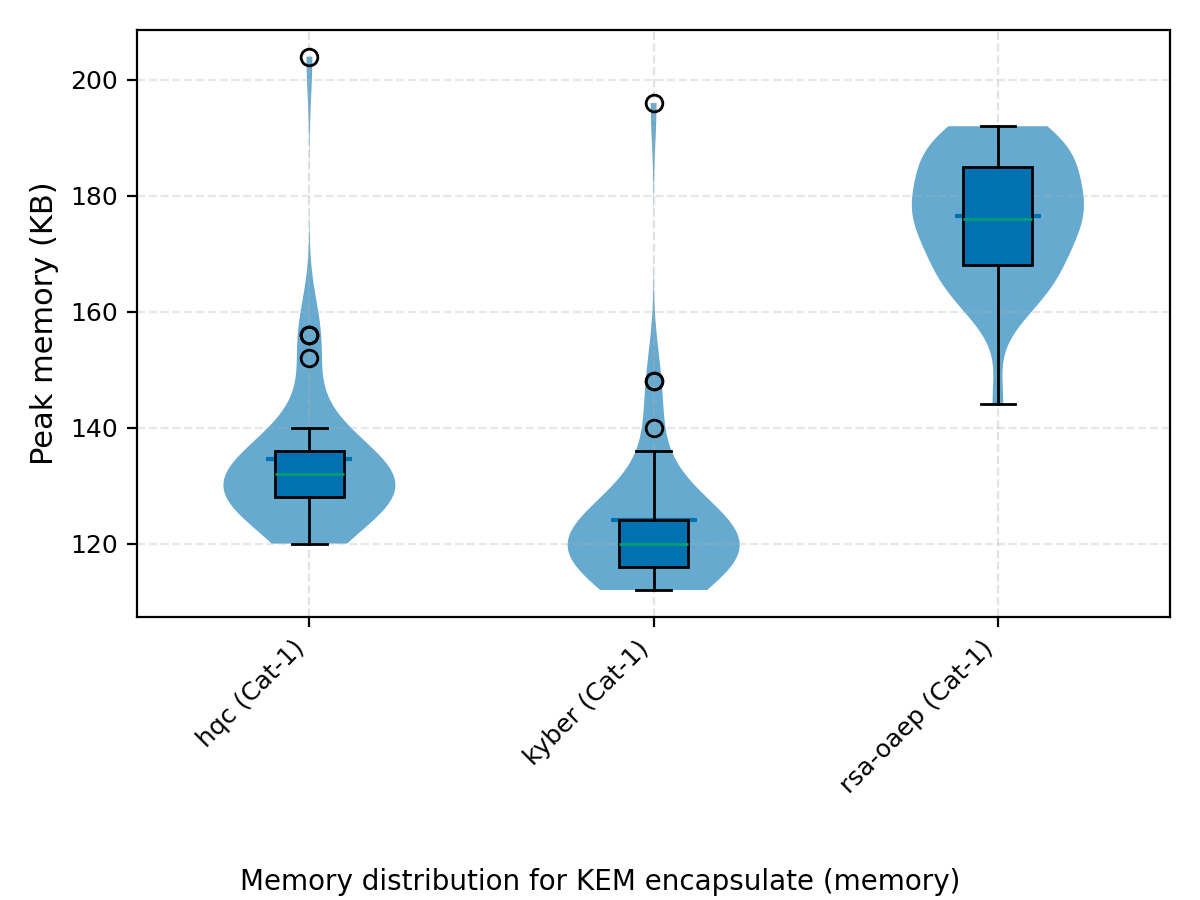 Peak memory (KB)
200
180
160
140
120
hqc (Cat-1)
kyber (Cat-1)
rsa-oaep (Cat-1)
Memory distribution for KEM encapsulate (memory)